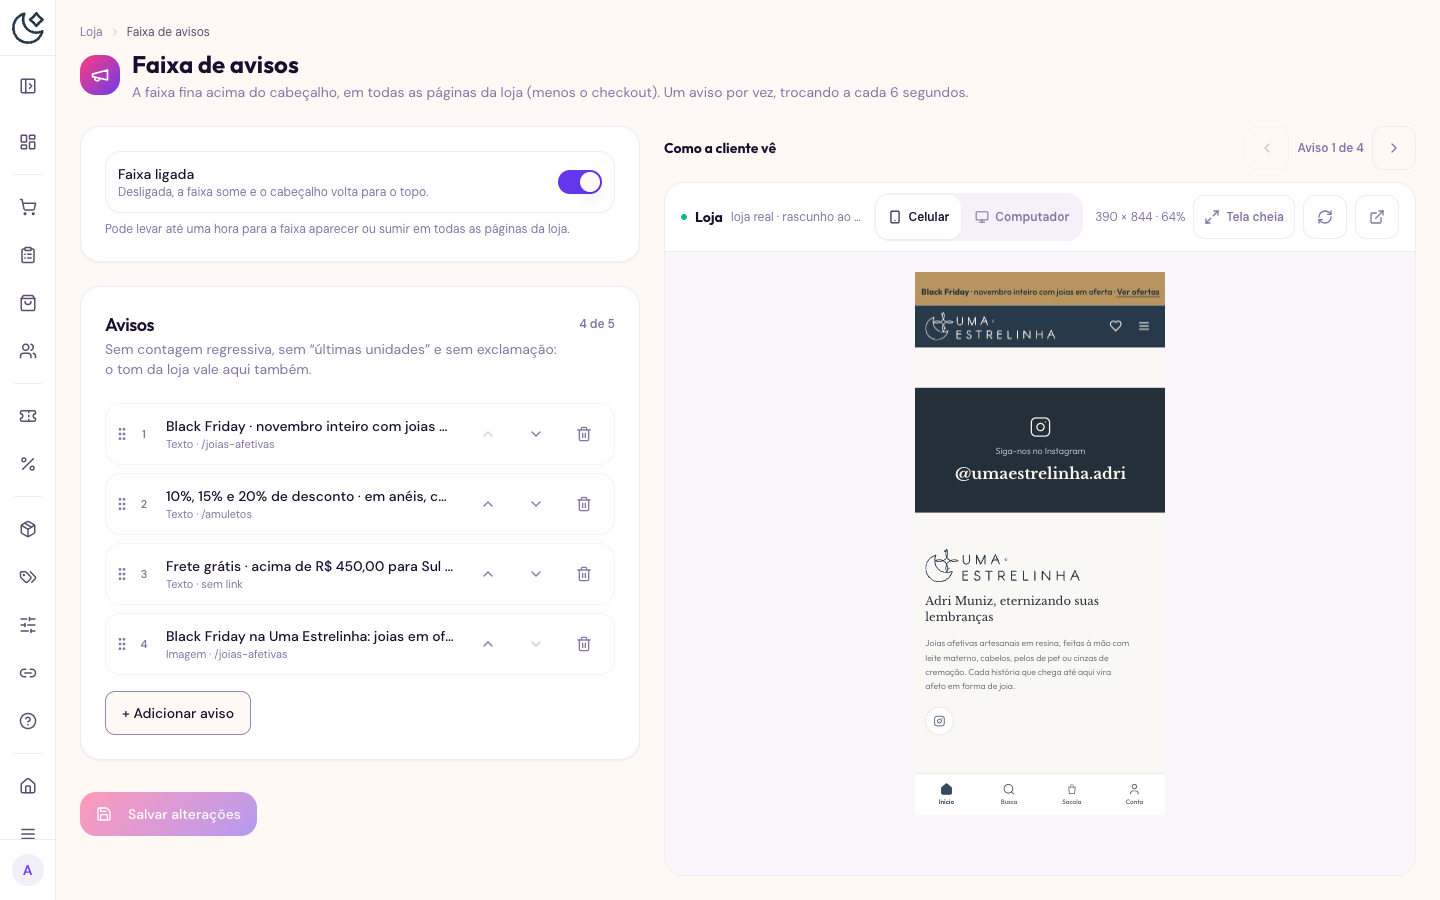 Loja
Faixa de avisos
Faixa de avisos
A faixa fina acima do cabeçalho, em todas as páginas da loja (menos o checkout). Um aviso por vez, trocando a cada 6 segundos.
Faixa ligada
Desligada, a faixa some e o cabeçalho volta para o topo.
Pode levar até uma hora para a faixa aparecer ou sumir em todas as páginas da loja.
Avisos
4 de 5
Sem contagem regressiva, sem “últimas unidades” e sem exclamação:
o tom da loja vale aqui também.
1
Black Friday · novembro inteiro com joias ...
Texto · /joias-afetivas
2
10%, 15% e 20% de desconto · em anéis, c...
Texto · /amuletos
3
Frete grátis · acima de R$ 450,00 para Sul ...
Texto · sem link
4
Black Friday na Uma Estrelinha: joias em of...
Imagem · /joias-afetivas
+ Adicionar aviso
Salvar alterações
A
Como a cliente vê
Aviso 1 de 4
Loja
loja real · rascunho ao ...
Celular
Computador
390 × 844 · 64%
Tela cheia
Black Friday · novembro inteiro com joias em oferta · Ver ofertas
UMA
ESTRELINHA
Siga-nos no Instagram
@umaestrelinha.adri
UMA
ESTRELINHA
Adri Muniz, eternizando suas
lembranças
Joias afetivas artesanais em resina, feitas à mão com
leite materno, cabelos, pelos de pet ou cinzas de
cremação. Cada história que chega até aqui vira
afeto em forma de joia.
Início
Busca
Sacola
Conta